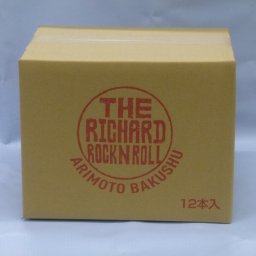 THE
RICHARD
ROCK N ROLL
ARIMOTO BAKUSHU
12本入